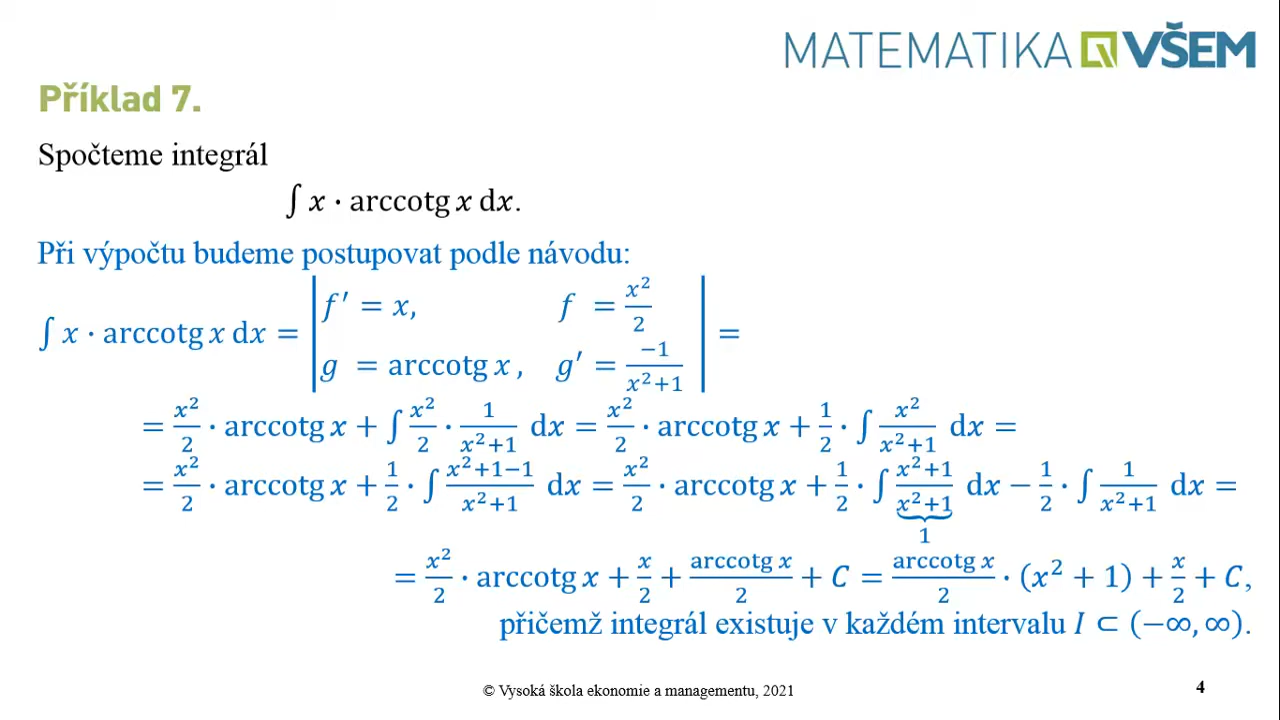 MATEMATIKA VŠEM
Příklad 7.
Spočteme integrál
∫ x · arccotg x dx.
Při výpočtu budeme postupovat podle návodu:
∫ x · arccotg x dx = | f′ = x, f = x²/2 ; g = arccotg x , g′ = −1/(x²+1) | =
= x²/2 · arccotg x + ∫ x²/2 · 1/(x²+1) dx = x²/2 · arccotg x + 1/2 · ∫ x²/(x²+1) dx =
= x²/2 · arccotg x + 1/2 · ∫ (x²+1−1)/(x²+1) dx = x²/2 · arccotg x + 1/2 · ∫ (x²+1)/(x²+1) dx − 1/2 · ∫ 1/(x²+1) dx =
1
= x²/2 · arccotg x + x/2 + (arccotg x)/2 + C = (arccotg x)/2 · (x² + 1) + x/2 + C,
přičemž integrál existuje v každém intervalu I ⊂ (−∞, ∞).
© Vysoká škola ekonomie a managementu, 2021
4